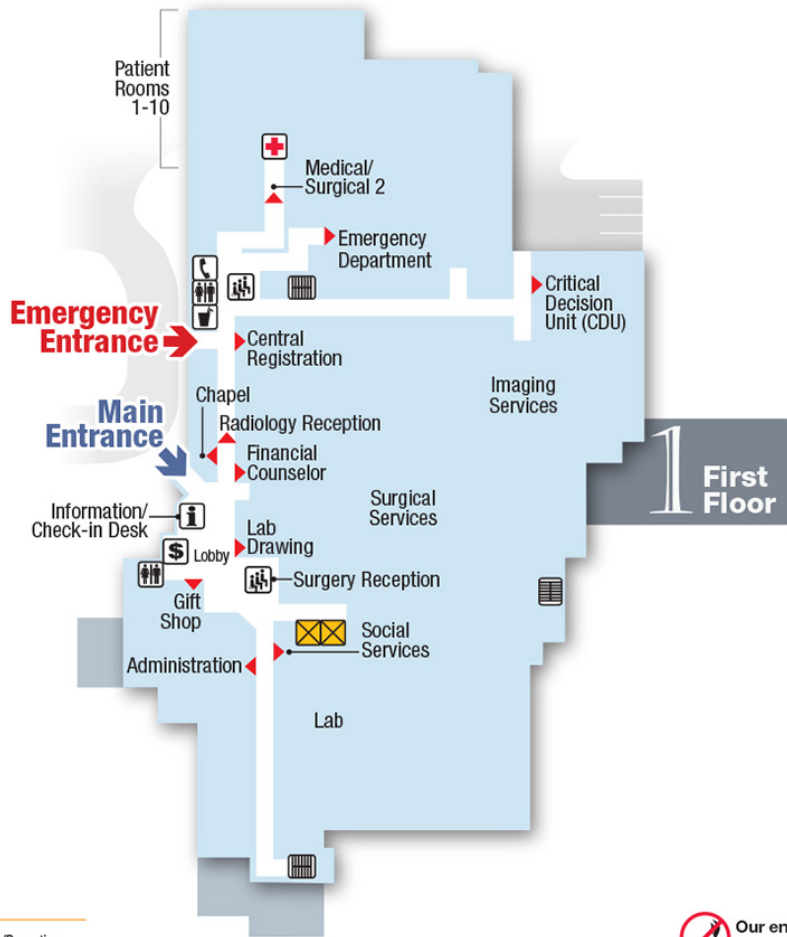 Patient
Rooms
1-10
Medical/
Surgical 2
Emergency
Department
Critical
Decision
Unit (CDU)
Emergency
Entrance
Central
Registration
Imaging
Services
Chapel
Radiology Reception
Main
Entrance
Financial
Counselor
1 First
Floor
Surgical
Services
Information/
Check-in Desk
i
Lab
Drawing
$ Lobby
Surgery Reception
Gift
Shop
Social
Services
Administration
Lab
Our en